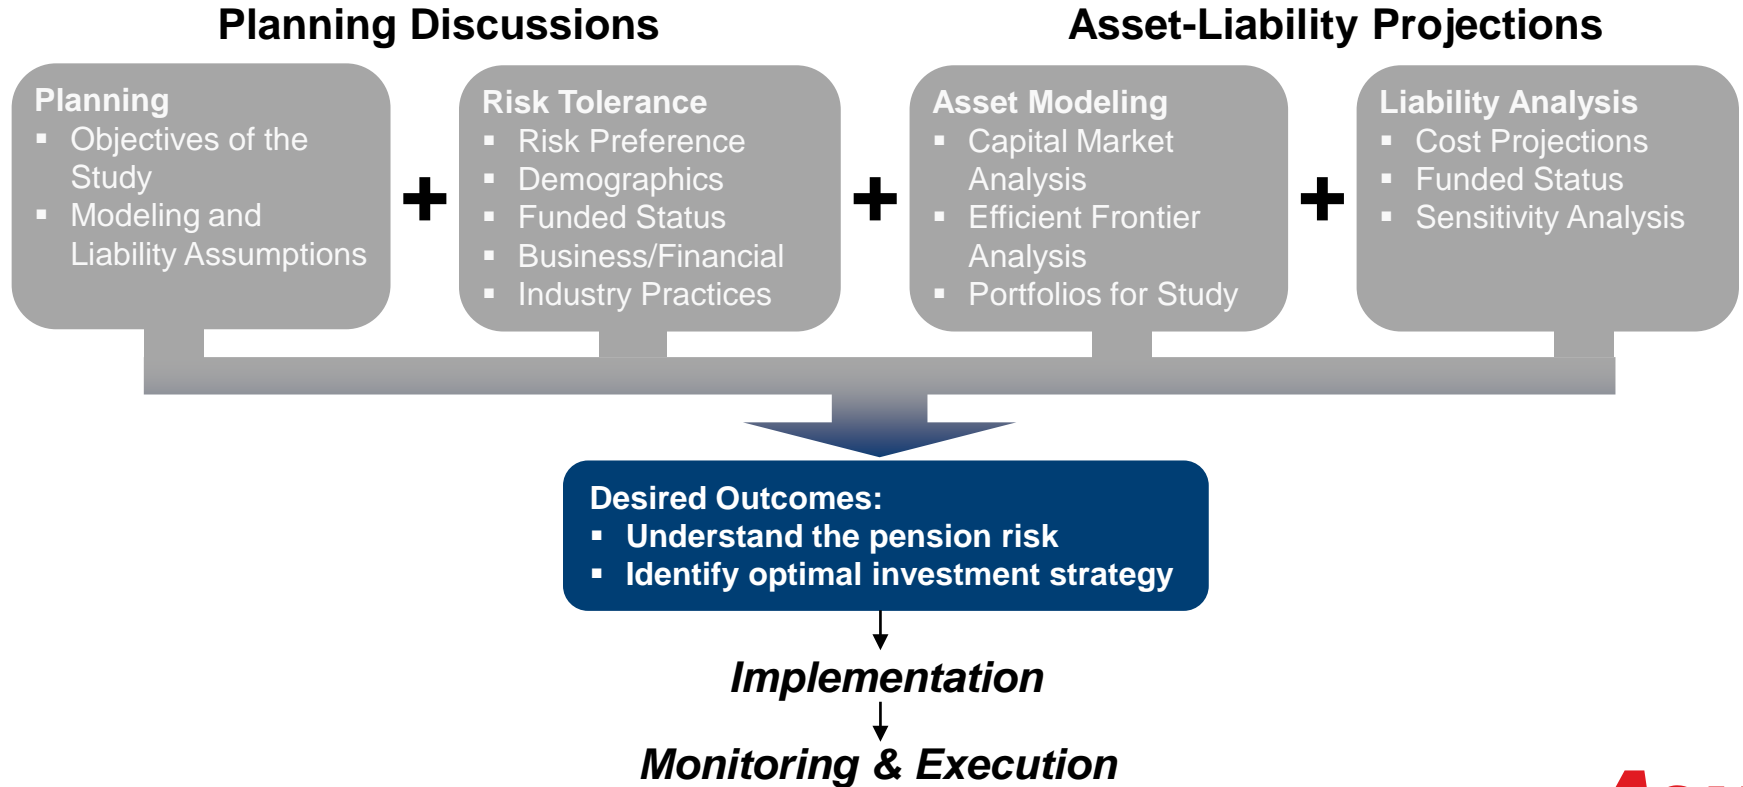 Planning Discussions
Asset-Liability Projections
Planning
▪ Objectives of the
Study
▪ Modeling and
Liability Assumptions
+
Risk Tolerance
▪ Risk Preference
▪ Demographics
▪ Funded Status
▪ Business/Financial
▪ Industry Practices
+
Asset Modeling
▪ Capital Market
Analysis
▪ Efficient Frontier
Analysis
▪ Portfolios for Study
+
Liability Analysis
▪ Cost Projections
▪ Funded Status
▪ Sensitivity Analysis
Desired Outcomes:
▪ Understand the pension risk
▪ Identify optimal investment strategy
Implementation
Monitoring & Execution